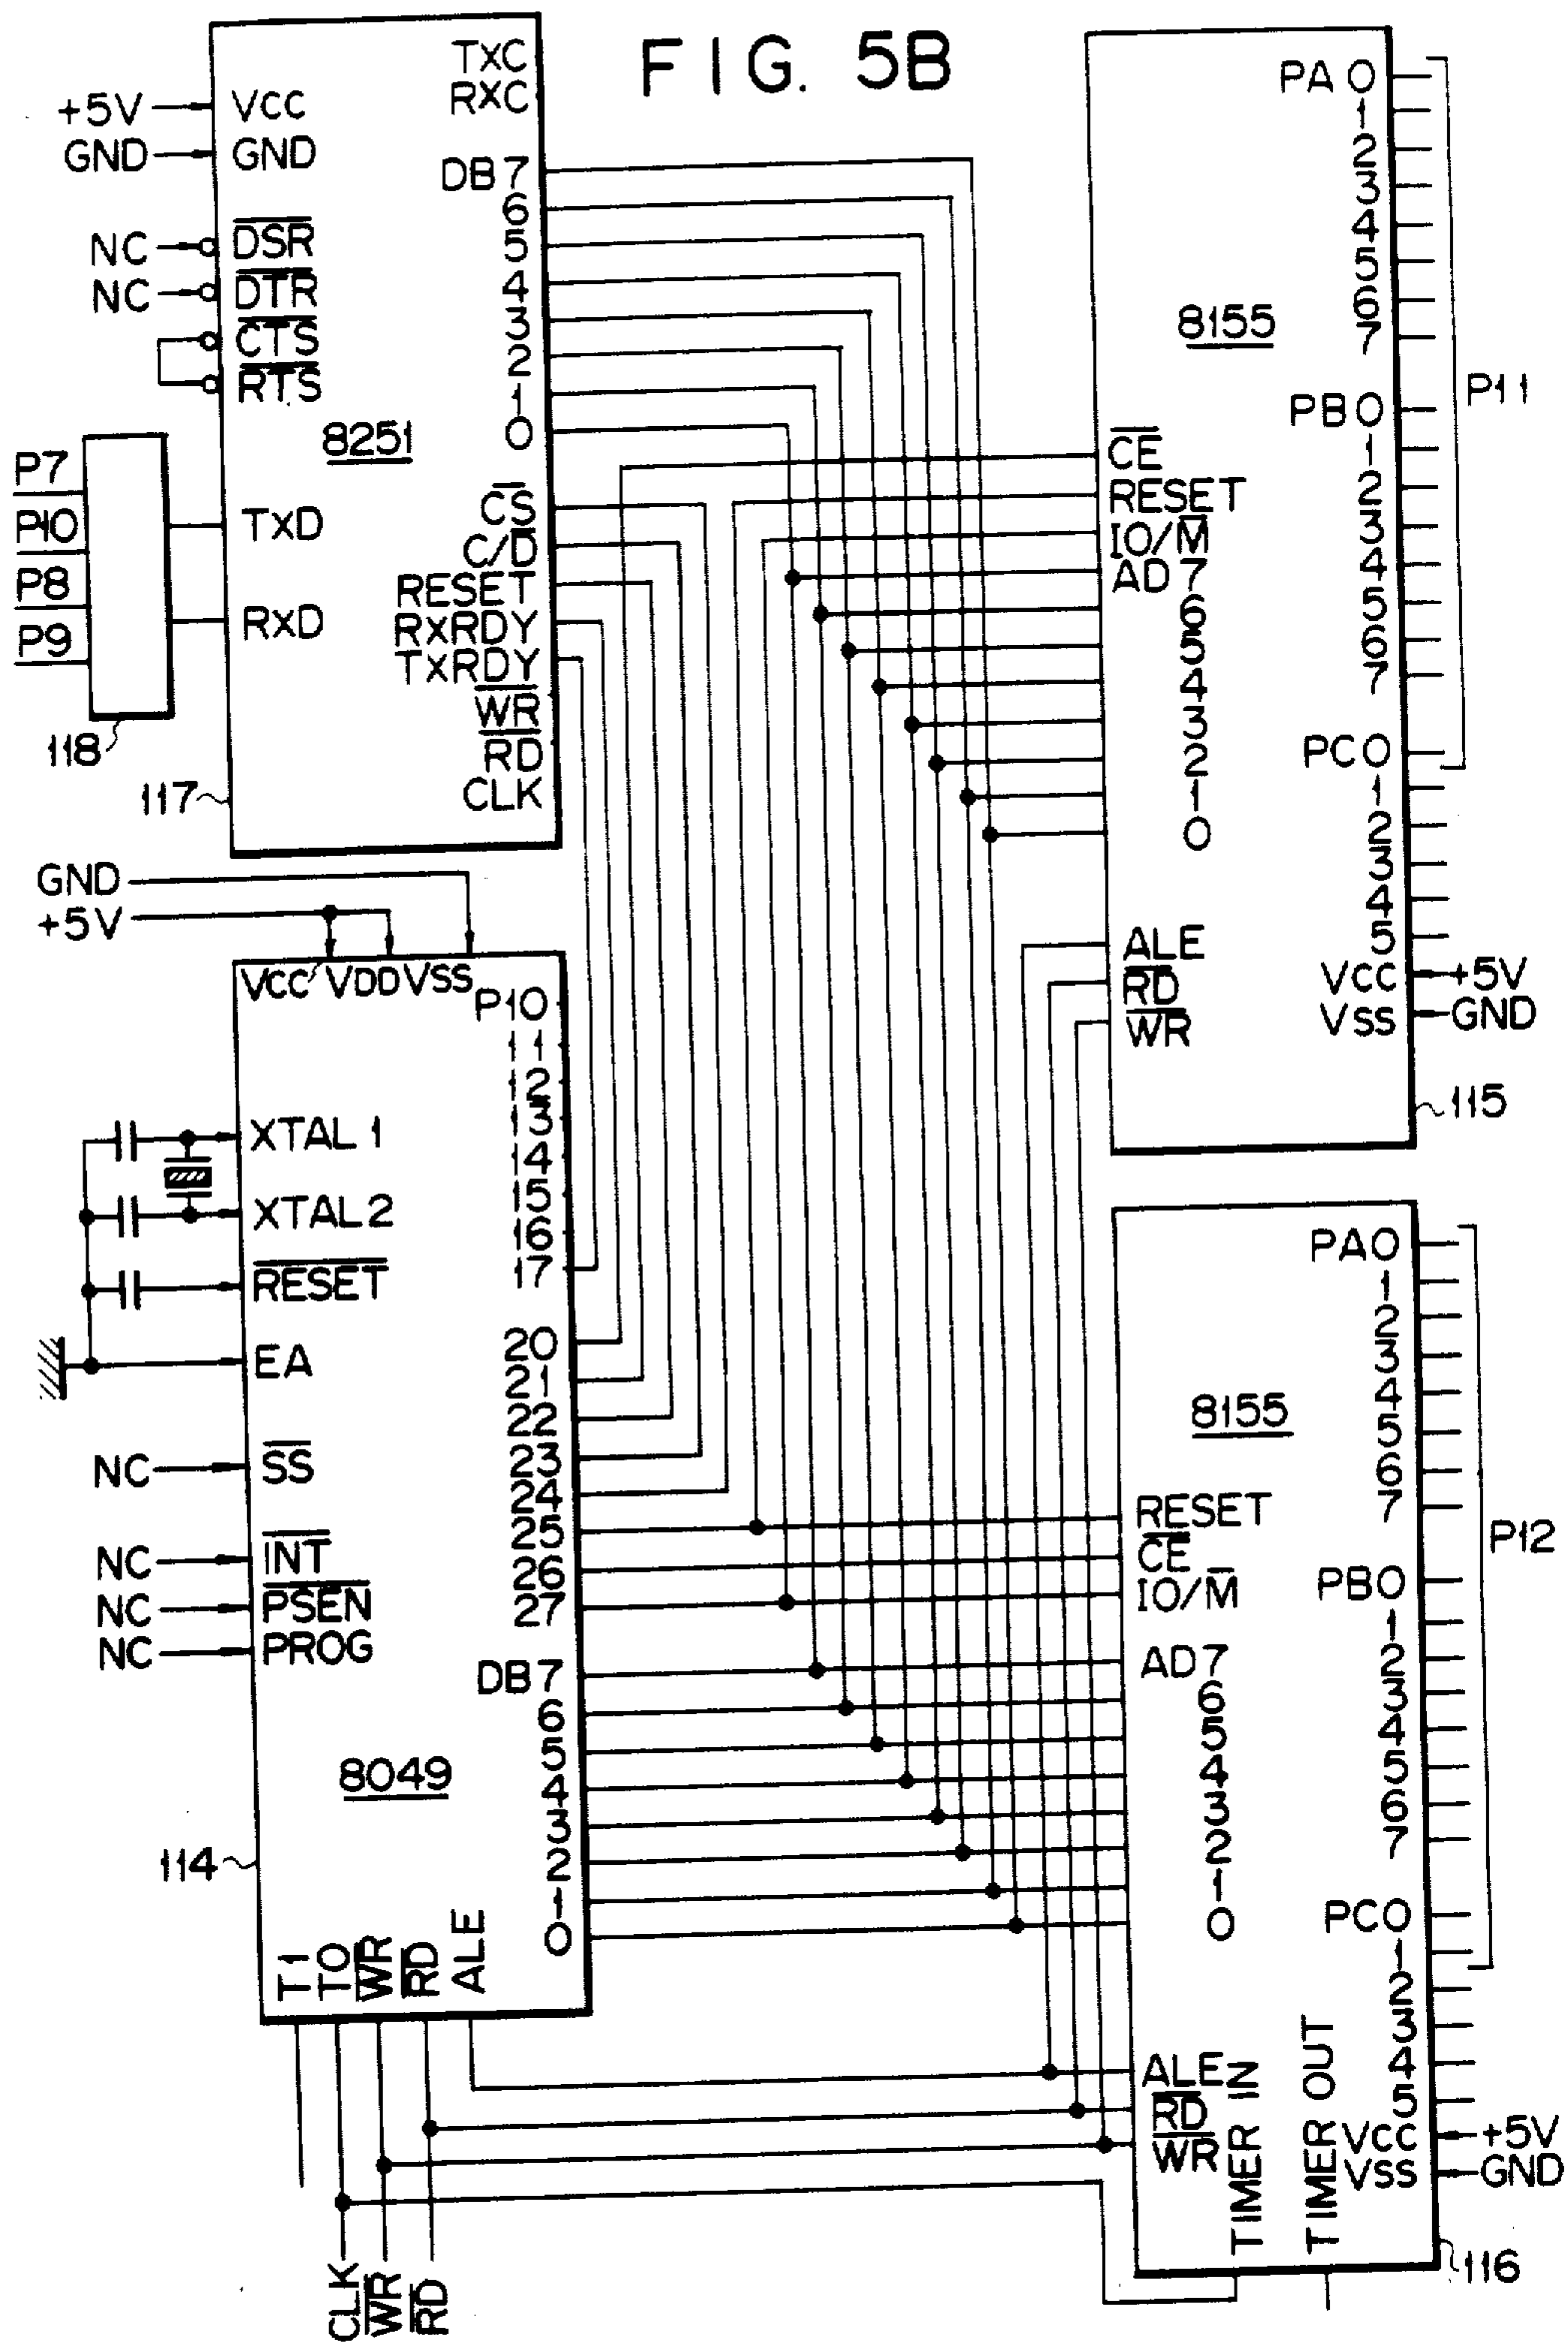 FIG. 5B
TXC
RXC
+5V
VCC
GND
GND
DB7
6
5
4
3
2
1
0
NC
DSR
NC
DTR
CTS
RTS
8251
P7
P10
P8
P9
TXD
RXD
118
117
CS
C/D
RESET
RXRDY
TXRDY
WR
RD
CLK
PA0
1
2
3
4
5
6
7
8155
PB0
1
2
3
4
5
6
7
P11
PC0
1
2
3
4
5
VCC
+5V
VSS
GND
CE
RESET
IO/M
AD7
6
5
4
3
2
1
0
ALE
RD
WR
115
GND
+5V
VCC
VDD
VSS
P10
11
12
13
14
15
16
17
XTAL1
XTAL2
RESET
EA
NC
SS
NC
INT
NC
PSEN
NC
PROG
20
21
22
23
24
25
26
27
DB7
6
5
4
3
2
1
0
8049
114
T1
T0
WR
RD
ALE
CLK
WR
RD
PA0
1
2
3
4
5
6
7
8155
RESET
CE
IO/M
PB0
1
2
3
4
5
6
7
P12
AD7
6
5
4
3
2
1
0
PC0
1
2
3
4
5
ALE
RD
WR
TIMER IN
TIMER OUT
VCC
+5V
VSS
GND
116